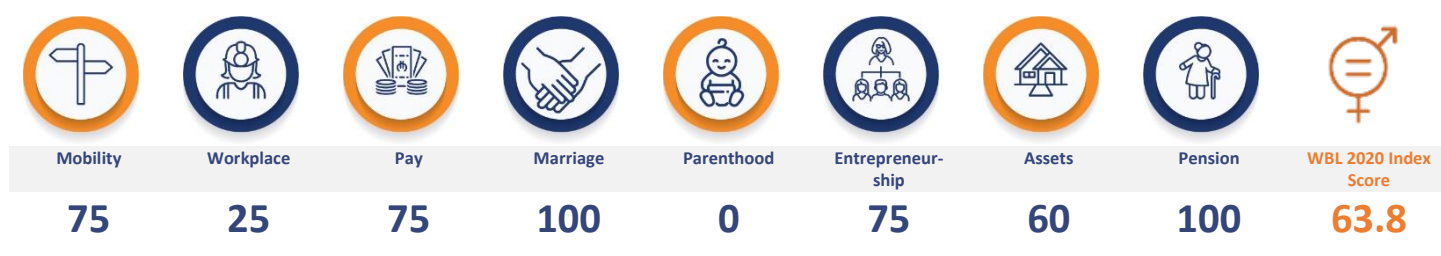 Mobility Workplace Pay Marriage Parenthood Entrepreneur-
ship Assets Pension WBL 2020 Index
Score
75 25 75 100 0 75 60 100 63.8